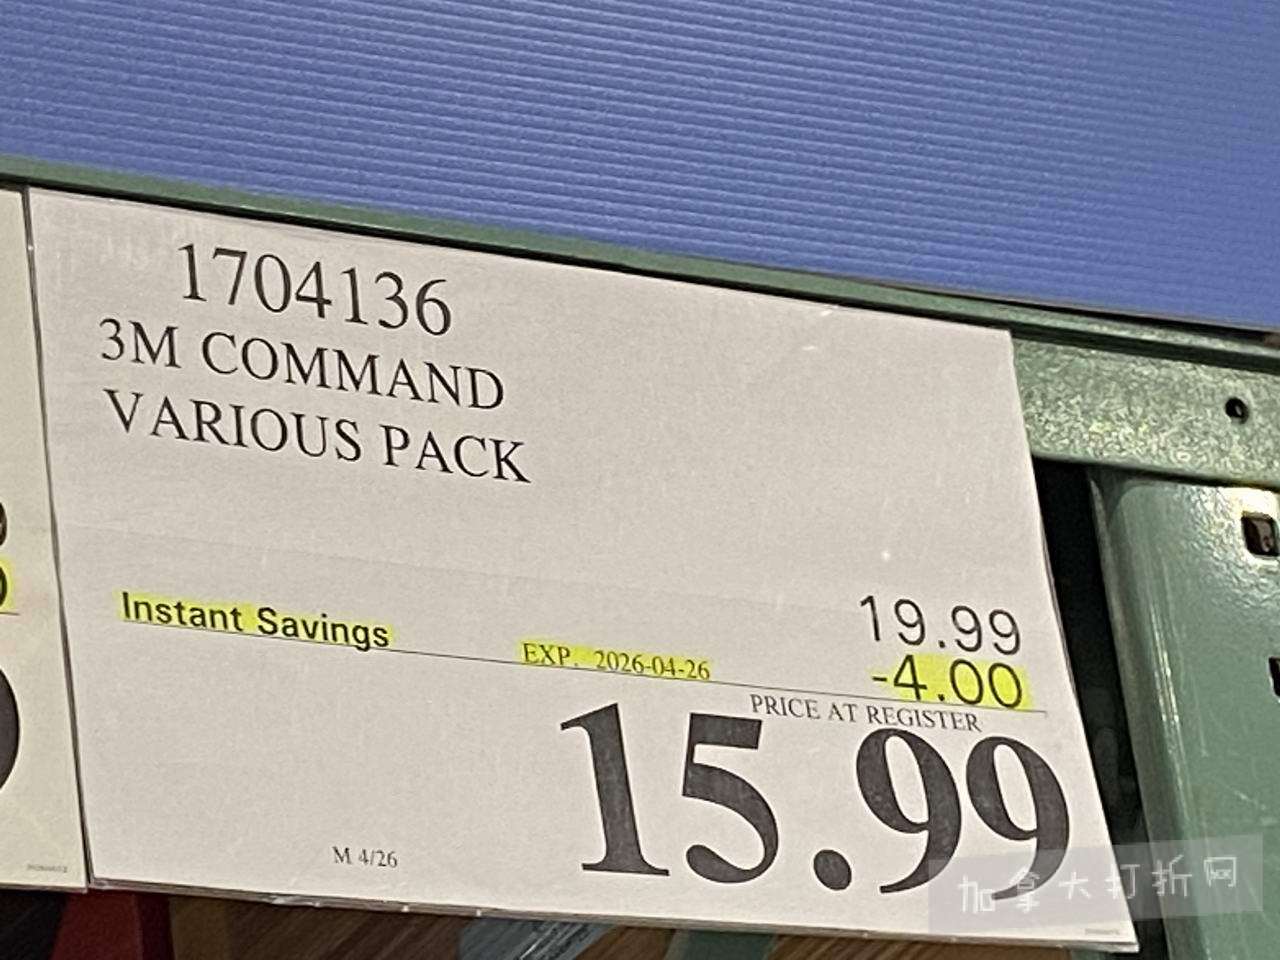 1704136
3M COMMAND
VARIOUS PACK
19.99
Instant Savings EXP. 2026-04-26 -4.00
PRICE AT REGISTER
15.99
M 4/26
加拿大打折网